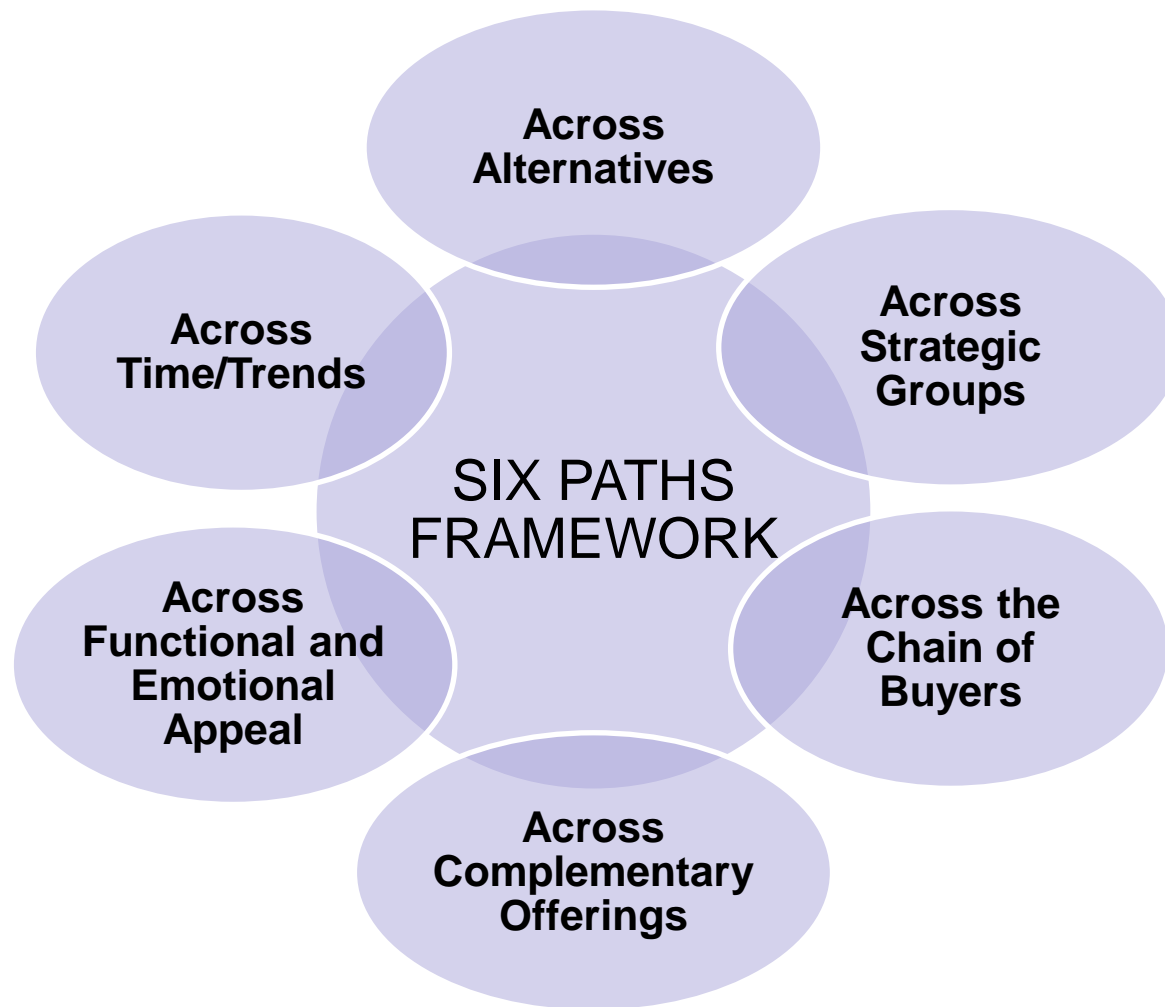 Across
Alternatives
Across
Strategic
Groups
Across the
Chain of
Buyers
Across
Complementary
Offerings
Across
Functional and
Emotional
Appeal
Across
Time/Trends
SIX PATHS
FRAMEWORK